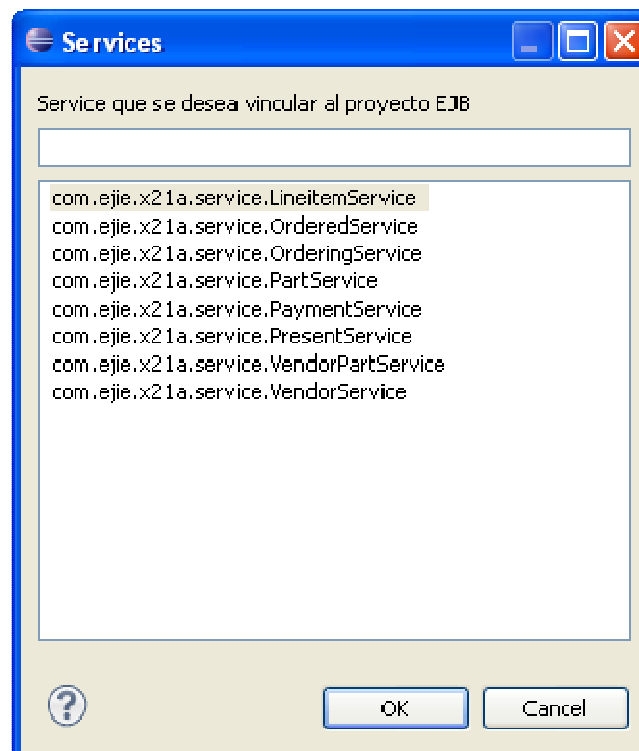 Services
Service que se desea vincular al proyecto EJB
com.ejie.x21a.service.LineitemService
com.ejie.x21a.service.OrderedService
com.ejie.x21a.service.OrderingService
com.ejie.x21a.service.PartService
com.ejie.x21a.service.PaymentService
com.ejie.x21a.service.PresentService
com.ejie.x21a.service.VendorPartService
com.ejie.x21a.service.VendorService
? OK Cancel